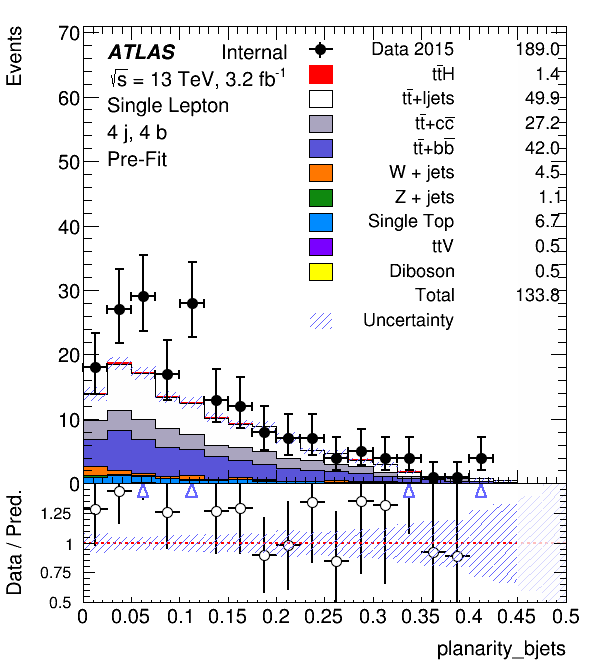 Events
70
60
50
40
30
20
10
0
ATLAS Internal
√s = 13 TeV, 3.2 fb⁻¹
Single Lepton
4 j, 4 b
Pre-Fit
Data 2015 189.0
tt̄H 1.4
tt̄+ljets 49.9
tt̄+cc̄ 27.2
tt̄+bb̄ 42.0
W + jets 4.5
Z + jets 1.1
Single Top 6.7
ttV 0.5
Diboson 0.5
Total 133.8
Uncertainty
Data / Pred.
1.25
1
0.75
0.5
0 0.05 0.1 0.15 0.2 0.25 0.3 0.35 0.4 0.45 0.5
planarity_bjets